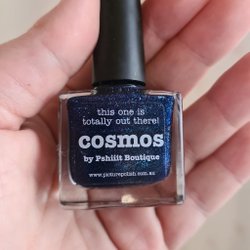 this one is
totally out there!
cosmos
by Pshiiit Boutique
www.picturepolish.com.au